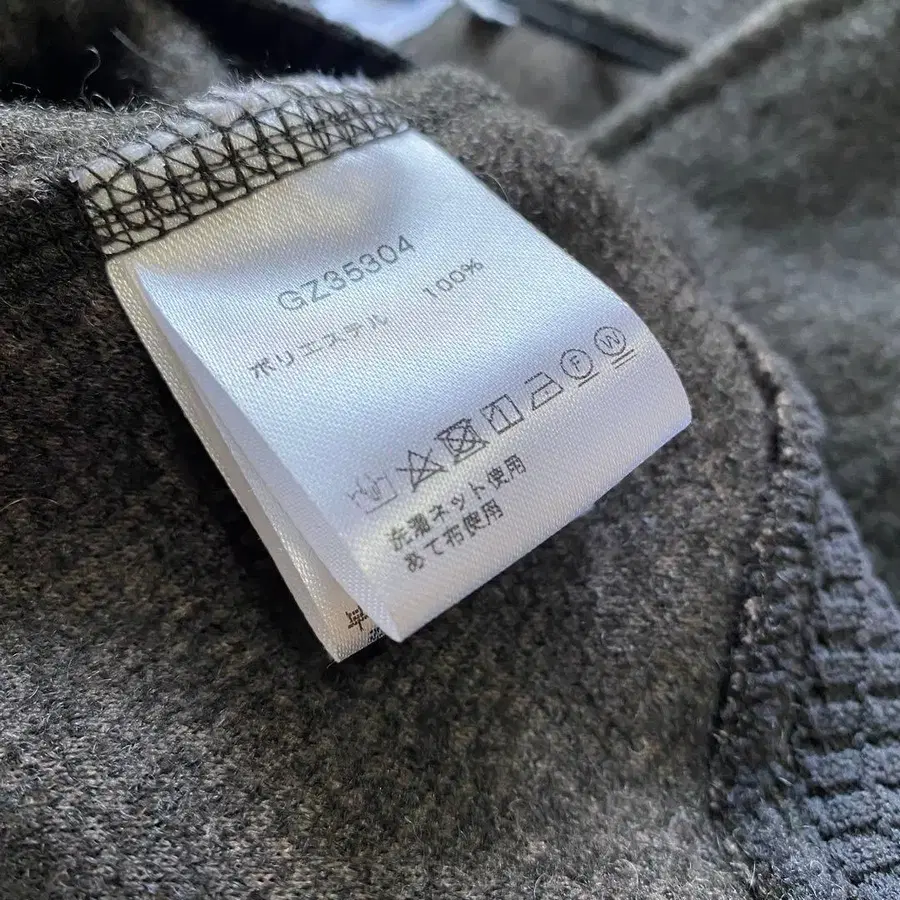 GZ35304
ポリエステル 100%
F W
洗濯ネット使用
あて布使用